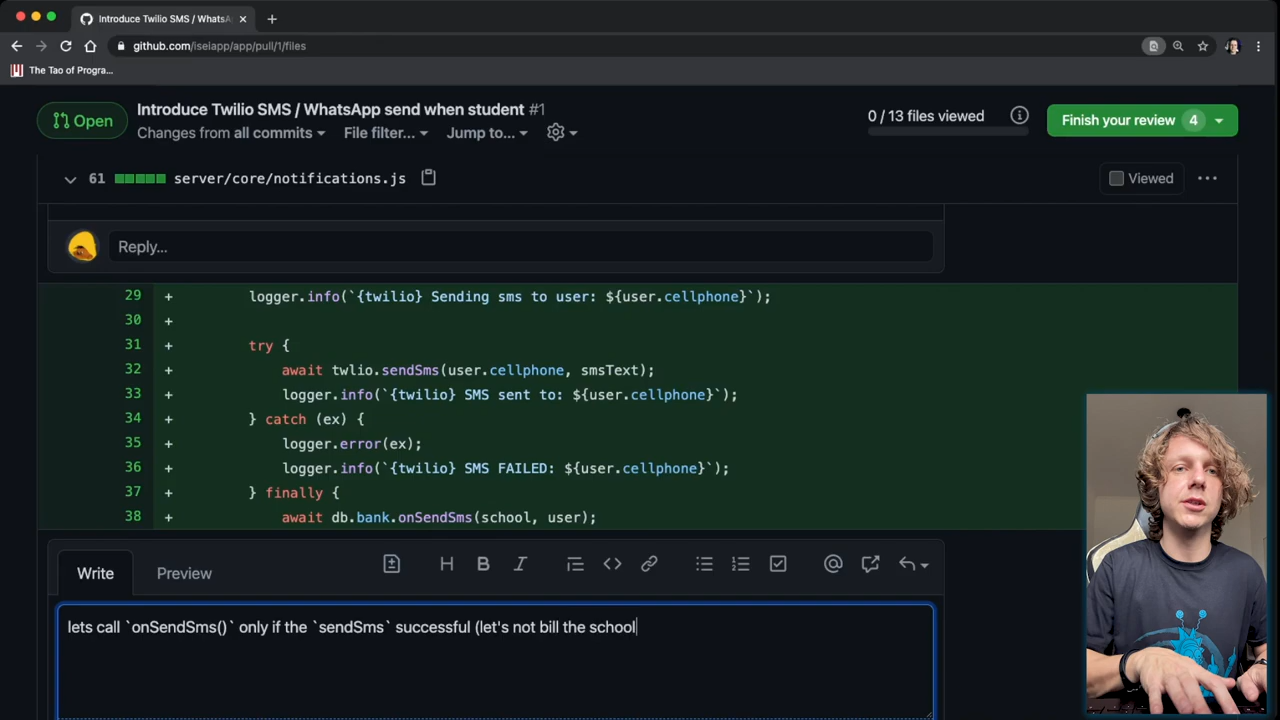 Introduce Twilio SMS / WhatsA
github.com/iseiapp/app/pull/1/files
The Tao of Progra...
Open
Introduce Twilio SMS / WhatsApp send when student #1
Changes from all commits
File filter...
Jump to...
0 / 13 files viewed
Finish your review 4
61 server/core/notifications.js
Viewed
Reply...
29 + logger.info(`{twilio} Sending sms to user: ${user.cellphone}`);
30 +
31 + try {
32 + await twlio.sendSms(user.cellphone, smsText);
33 + logger.info(`{twilio} SMS sent to: ${user.cellphone}`);
34 + } catch (ex) {
35 + logger.error(ex);
36 + logger.info(`{twilio} SMS FAILED: ${user.cellphone}`);
37 + } finally {
38 + await db.bank.onSendSms(school, user);
Write
Preview
lets call `onSendSms()` only if the `sendSms` successful (let's not bill the school